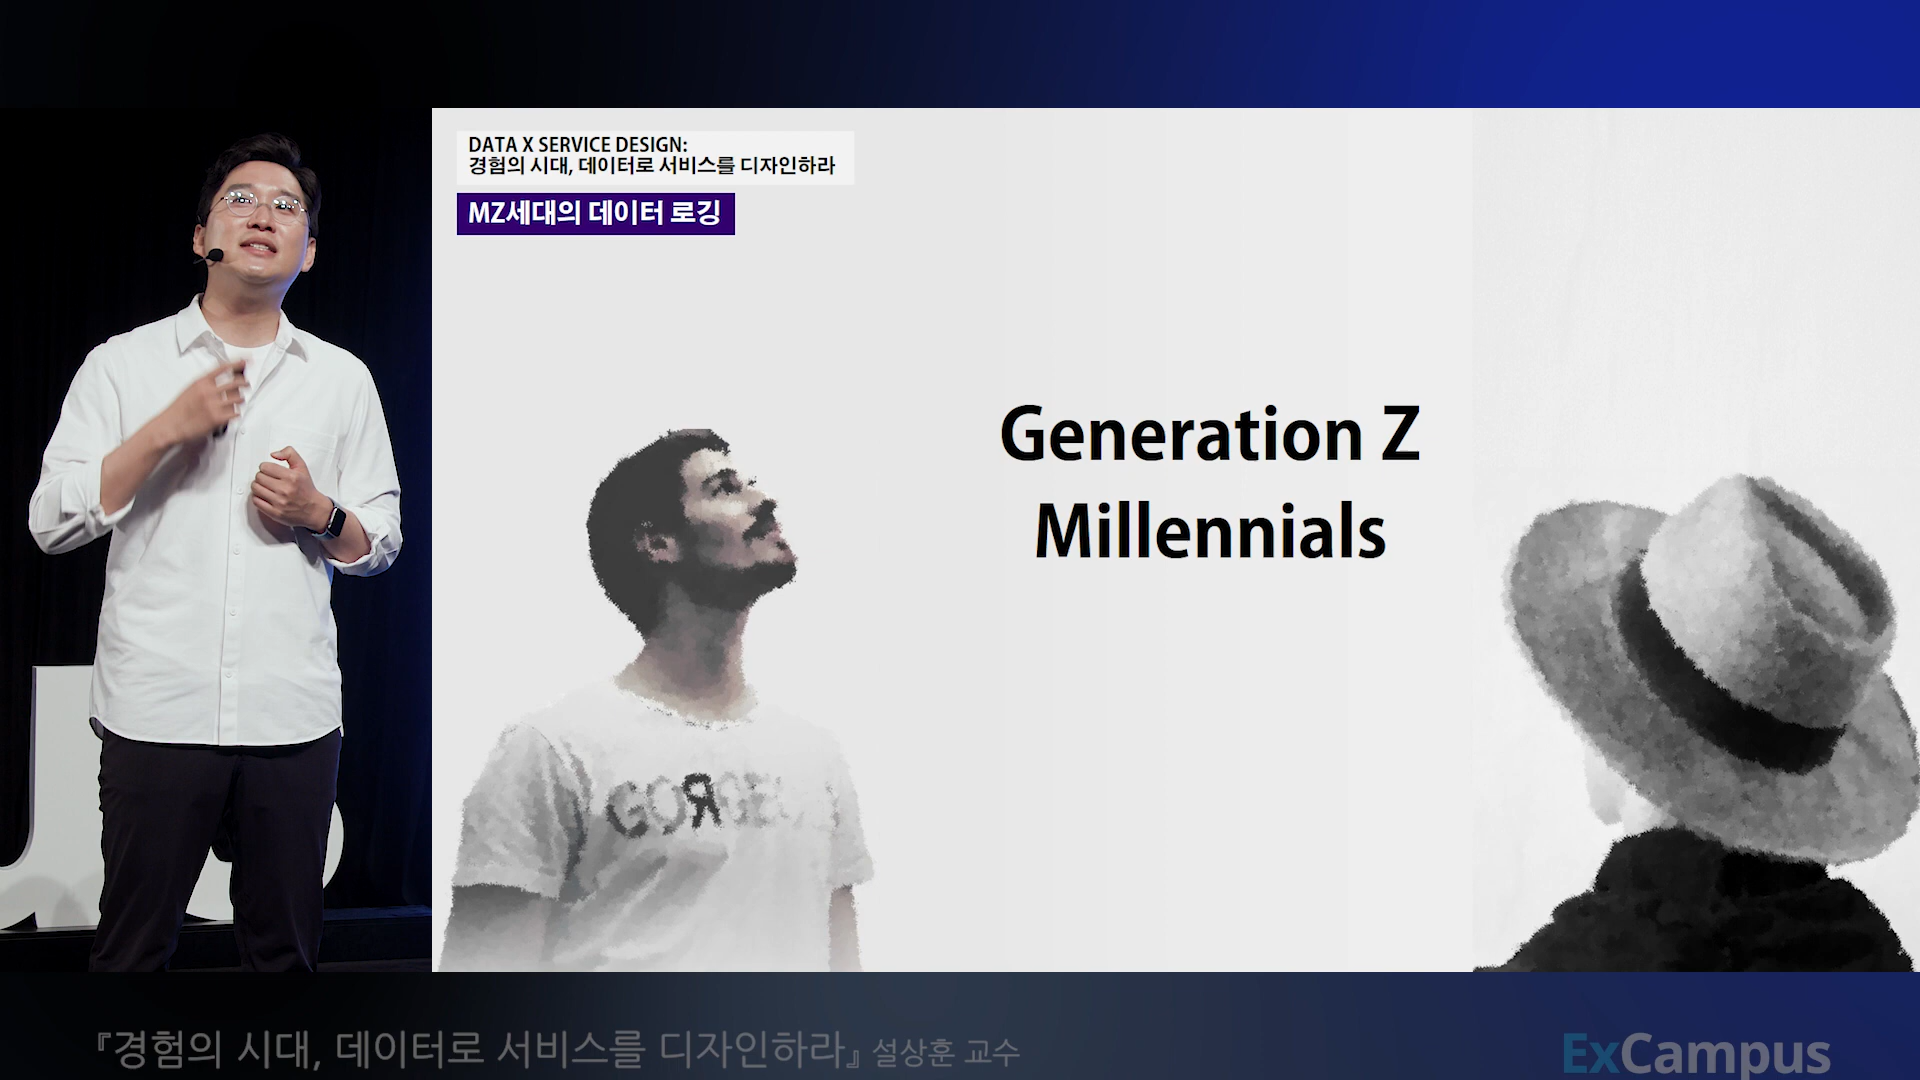 DATA X SERVICE DESIGN:
경험의 시대, 데이터로 서비스를 디자인하라
MZ세대의 데이터 로깅
Generation Z
Millennials
『경험의 시대, 데이터로 서비스를 디자인하라』 설상훈 교수
ExCampus